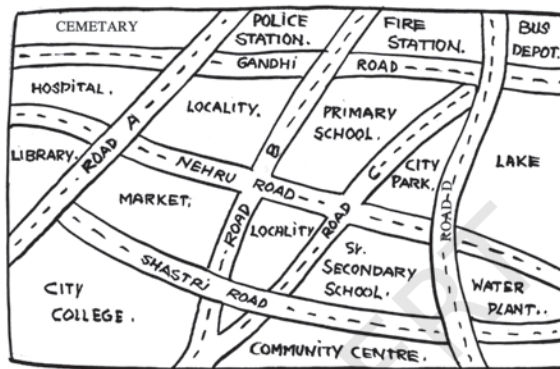 CEMETARY
POLICE
STATION.
FIRE
STATION.
BUS
DEPOT.
GANDHI ROAD
HOSPITAL.
LOCALITY.
PRIMARY
SCHOOL.
ROAD A
ROAD B
ROAD C
LIBRARY.
NEHRU ROAD
CITY
PARK.
ROAD-D
LAKE
MARKET.
LOCALITY
SR.
SECONDARY
SCHOOL.
SHASTRI ROAD
WATER
PLANT..
CITY
COLLEGE.
COMMUNITY CENTRE.